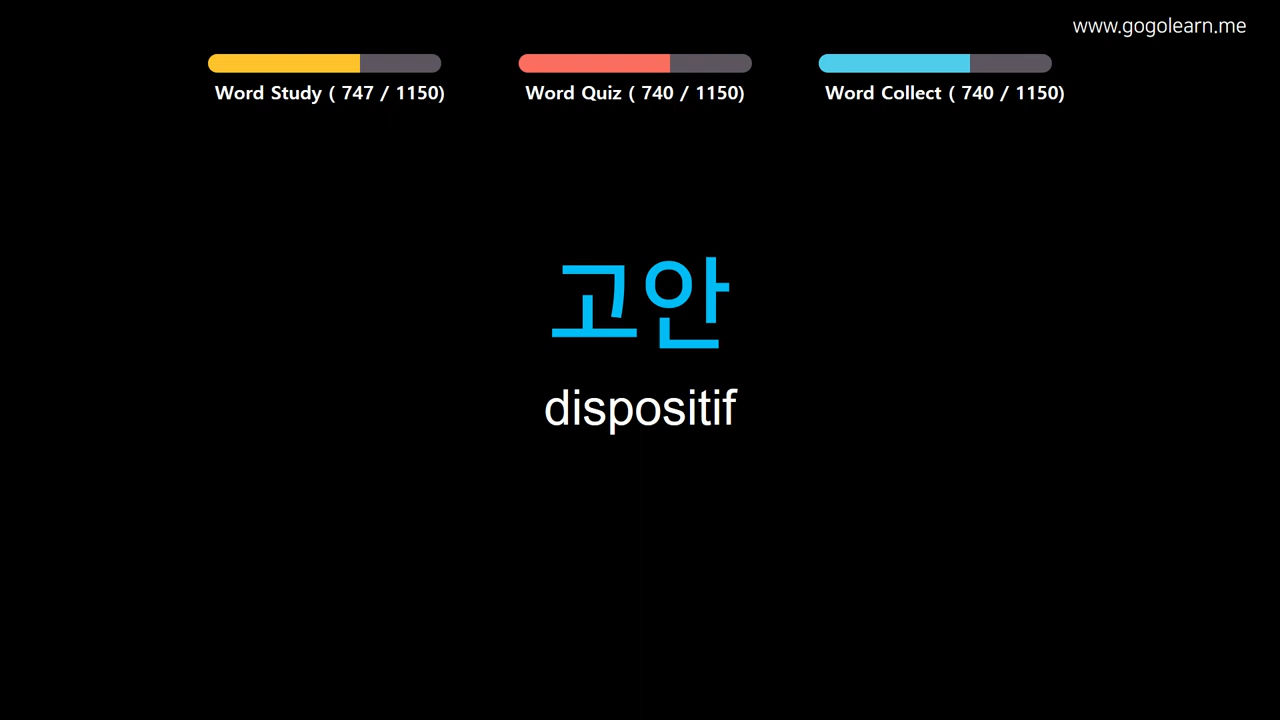 www.gogolearn.me
Word Study ( 747 / 1150)
Word Quiz ( 740 / 1150)
Word Collect ( 740 / 1150)
고안
dispositif